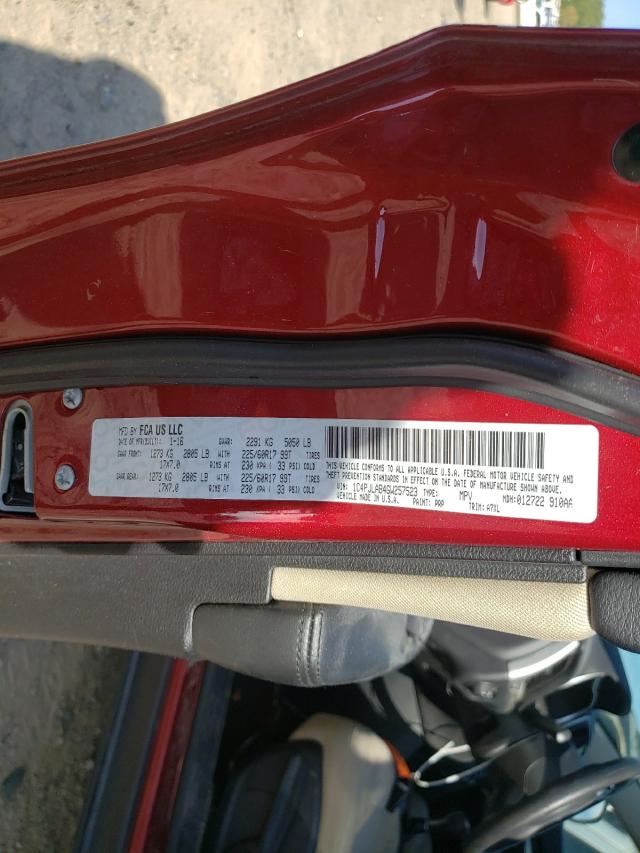 MFD BY FCA US LLC
DATE OF MFR/DIJIT: 1-16 GVWR: 2291 KG 5050 LB
GAWR FRONT: 1273 KG 2805 LB WITH 225/60R17 99T TIRES
17X7.0 RIMS AT 230 KPA ( 33 PSI) COLD
GAWR REAR: 1273 KG 2805 LB WITH 225/60R17 99T TIRES
17X7.0 RIMS AT 230 KPA ( 33 PSI) COLD
THIS VEHICLE CONFORMS TO ALL APPLICABLE U.S.A. FEDERAL MOTOR VEHICLE SAFETY AND
THEFT PREVENTION STANDARDS IN EFFECT ON THE DATE OF MANUFACTURE SHOWN ABOVE.
VIN: 1C4PJLAB4GW257523 TYPE: MPV MDH: 012722 910AA
VEHICLE MADE IN U.S.A. PAINT: PRP TRIM: A7XL